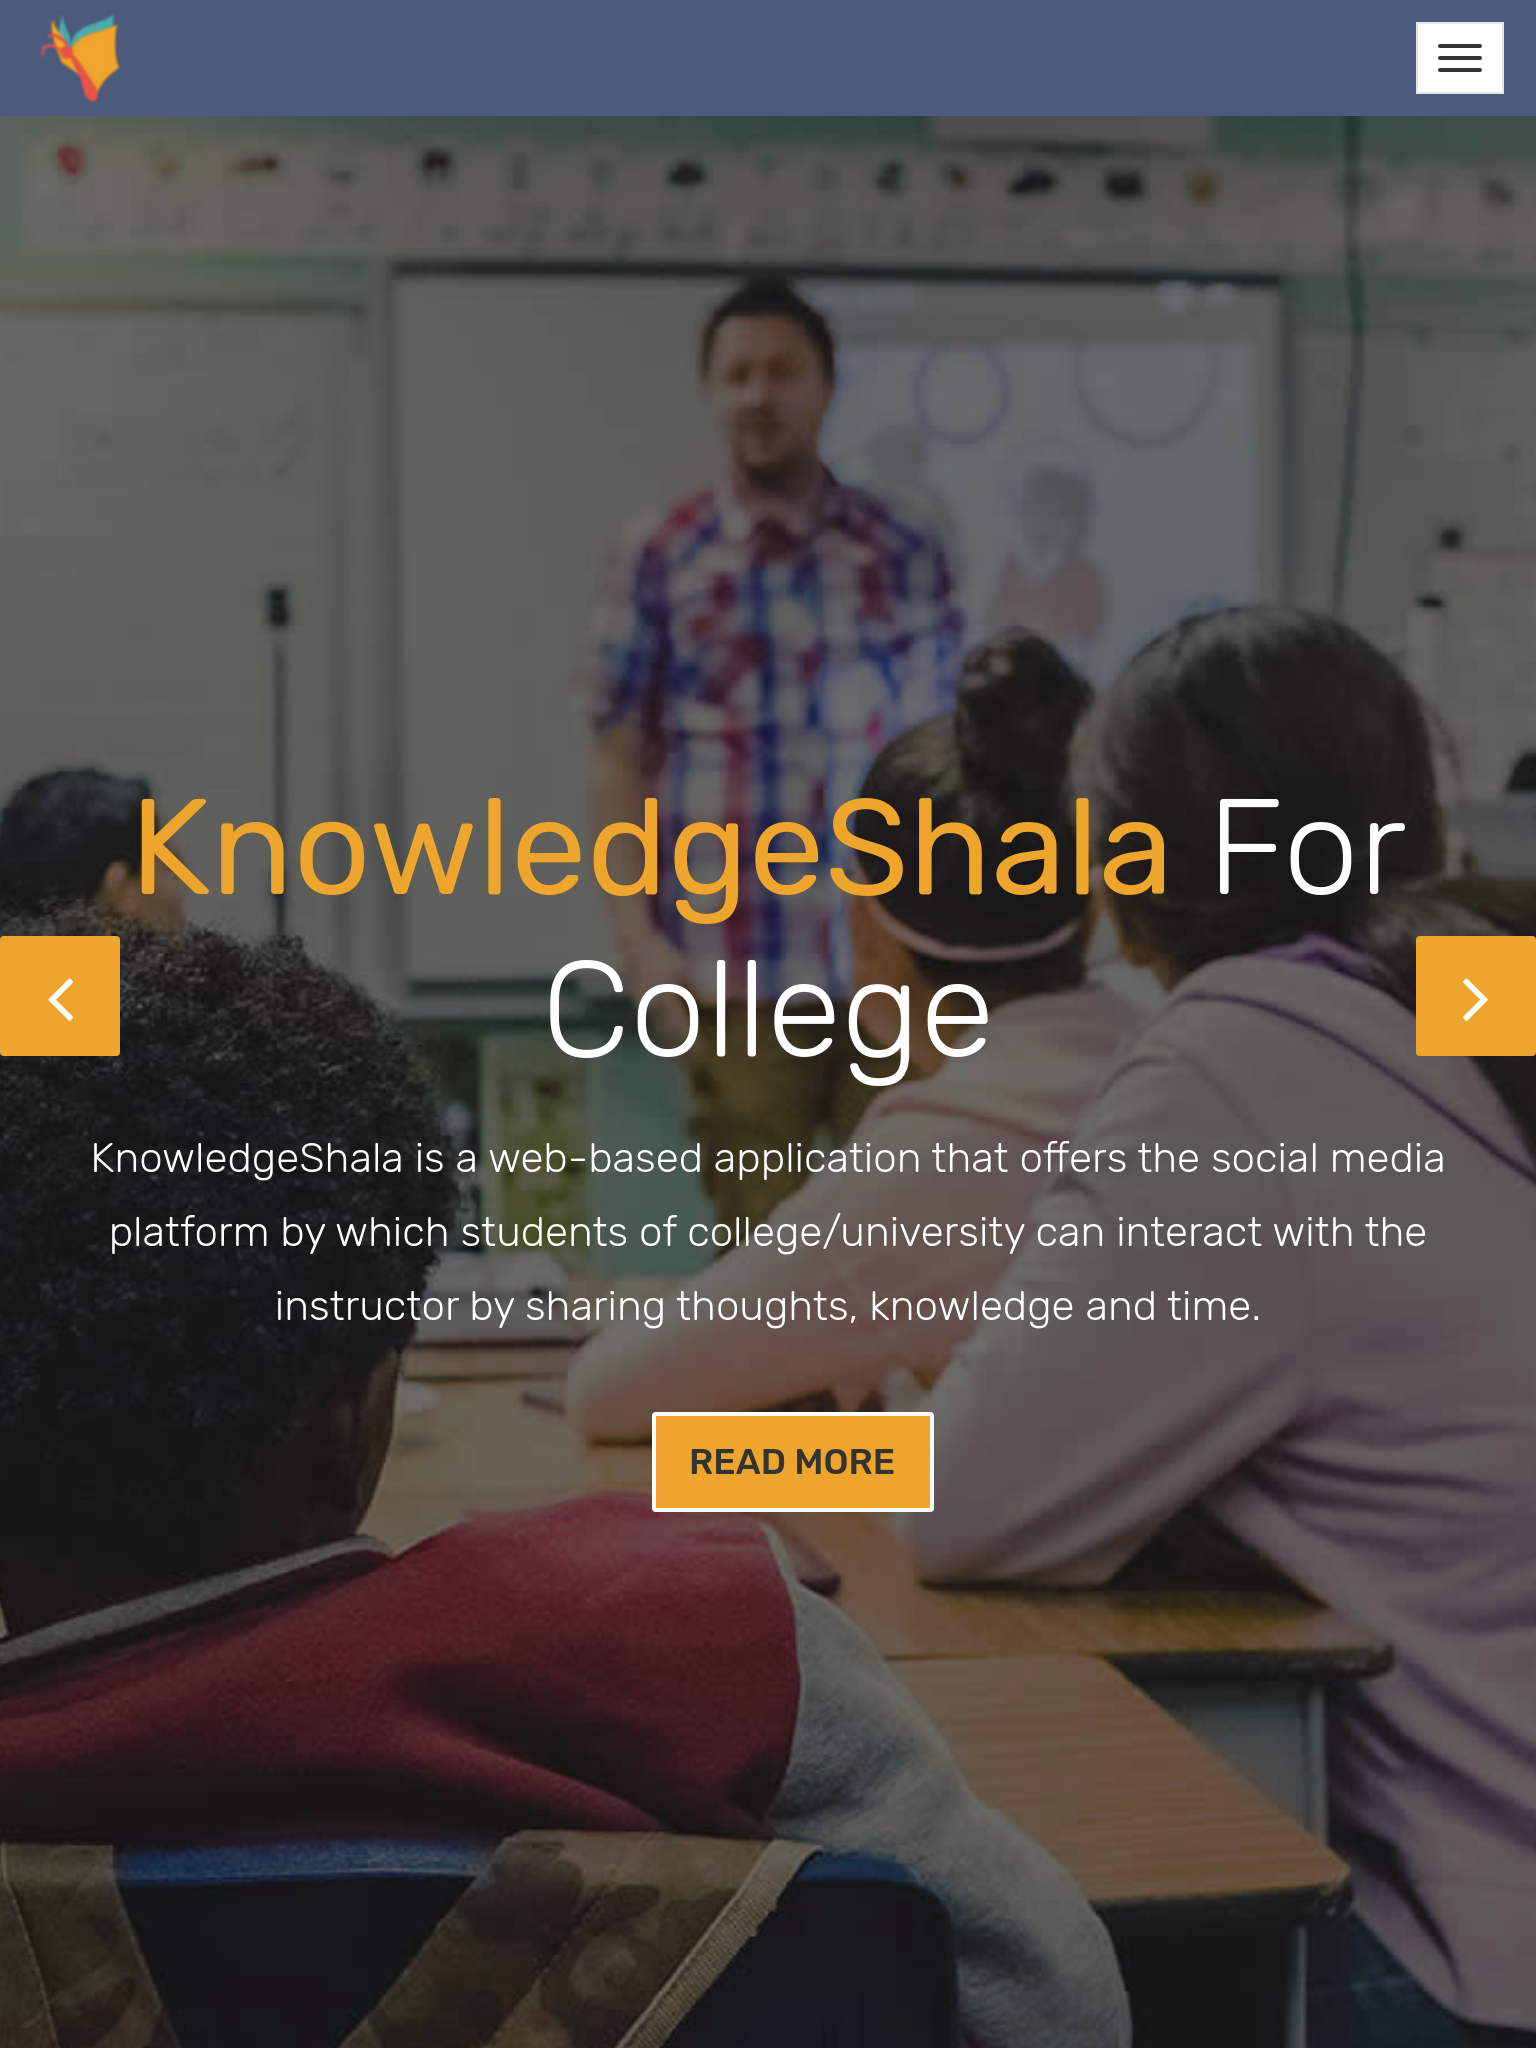 KnowledgeShala For
College
KnowledgeShala is a web-based application that offers the social media
platform by which students of college/university can interact with the
instructor by sharing thoughts, knowledge and time.
READ MORE